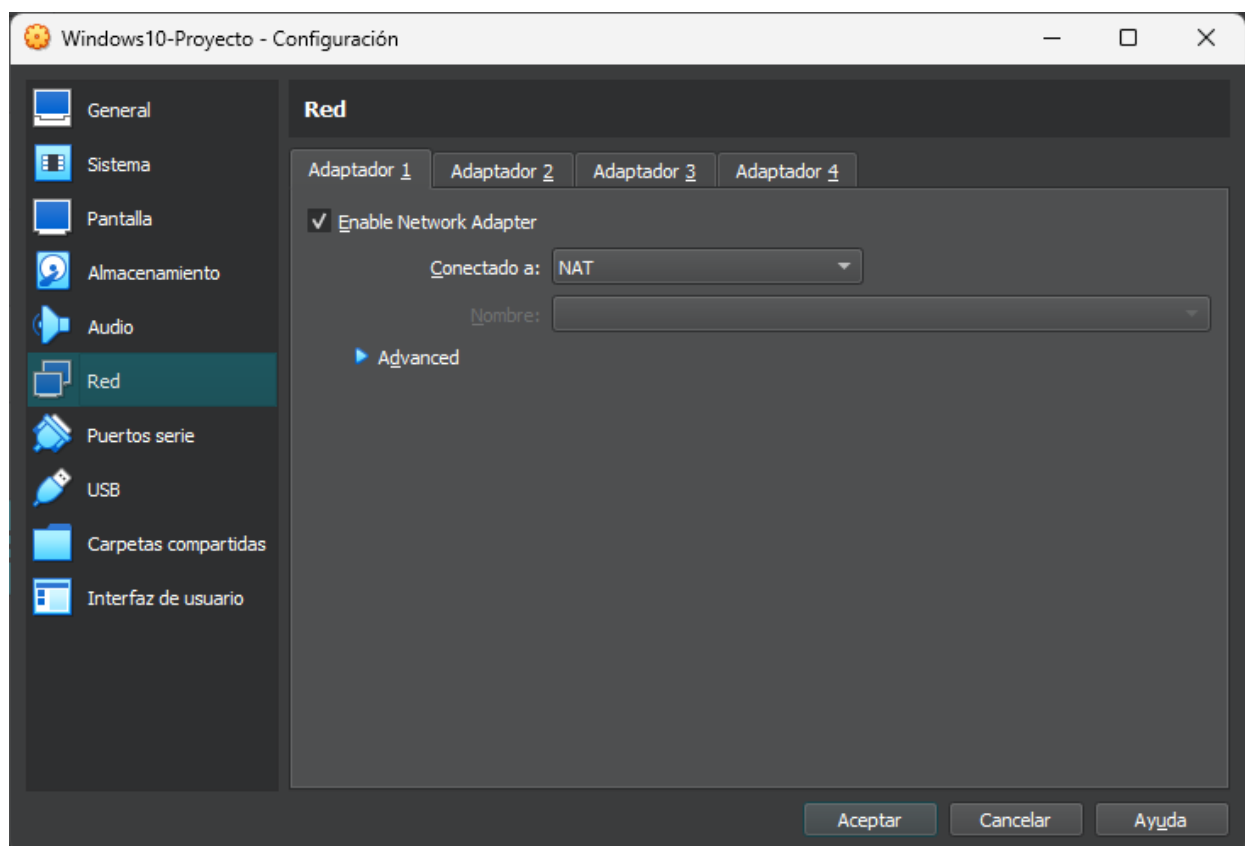 Windows10-Proyecto - Configuración
General
Sistema
Pantalla
Almacenamiento
Audio
Red
Puertos serie
USB
Carpetas compartidas
Interfaz de usuario
Red
Adaptador 1 Adaptador 2 Adaptador 3 Adaptador 4
Enable Network Adapter
Conectado a: NAT
Nombre:
Advanced
Aceptar Cancelar Ayuda